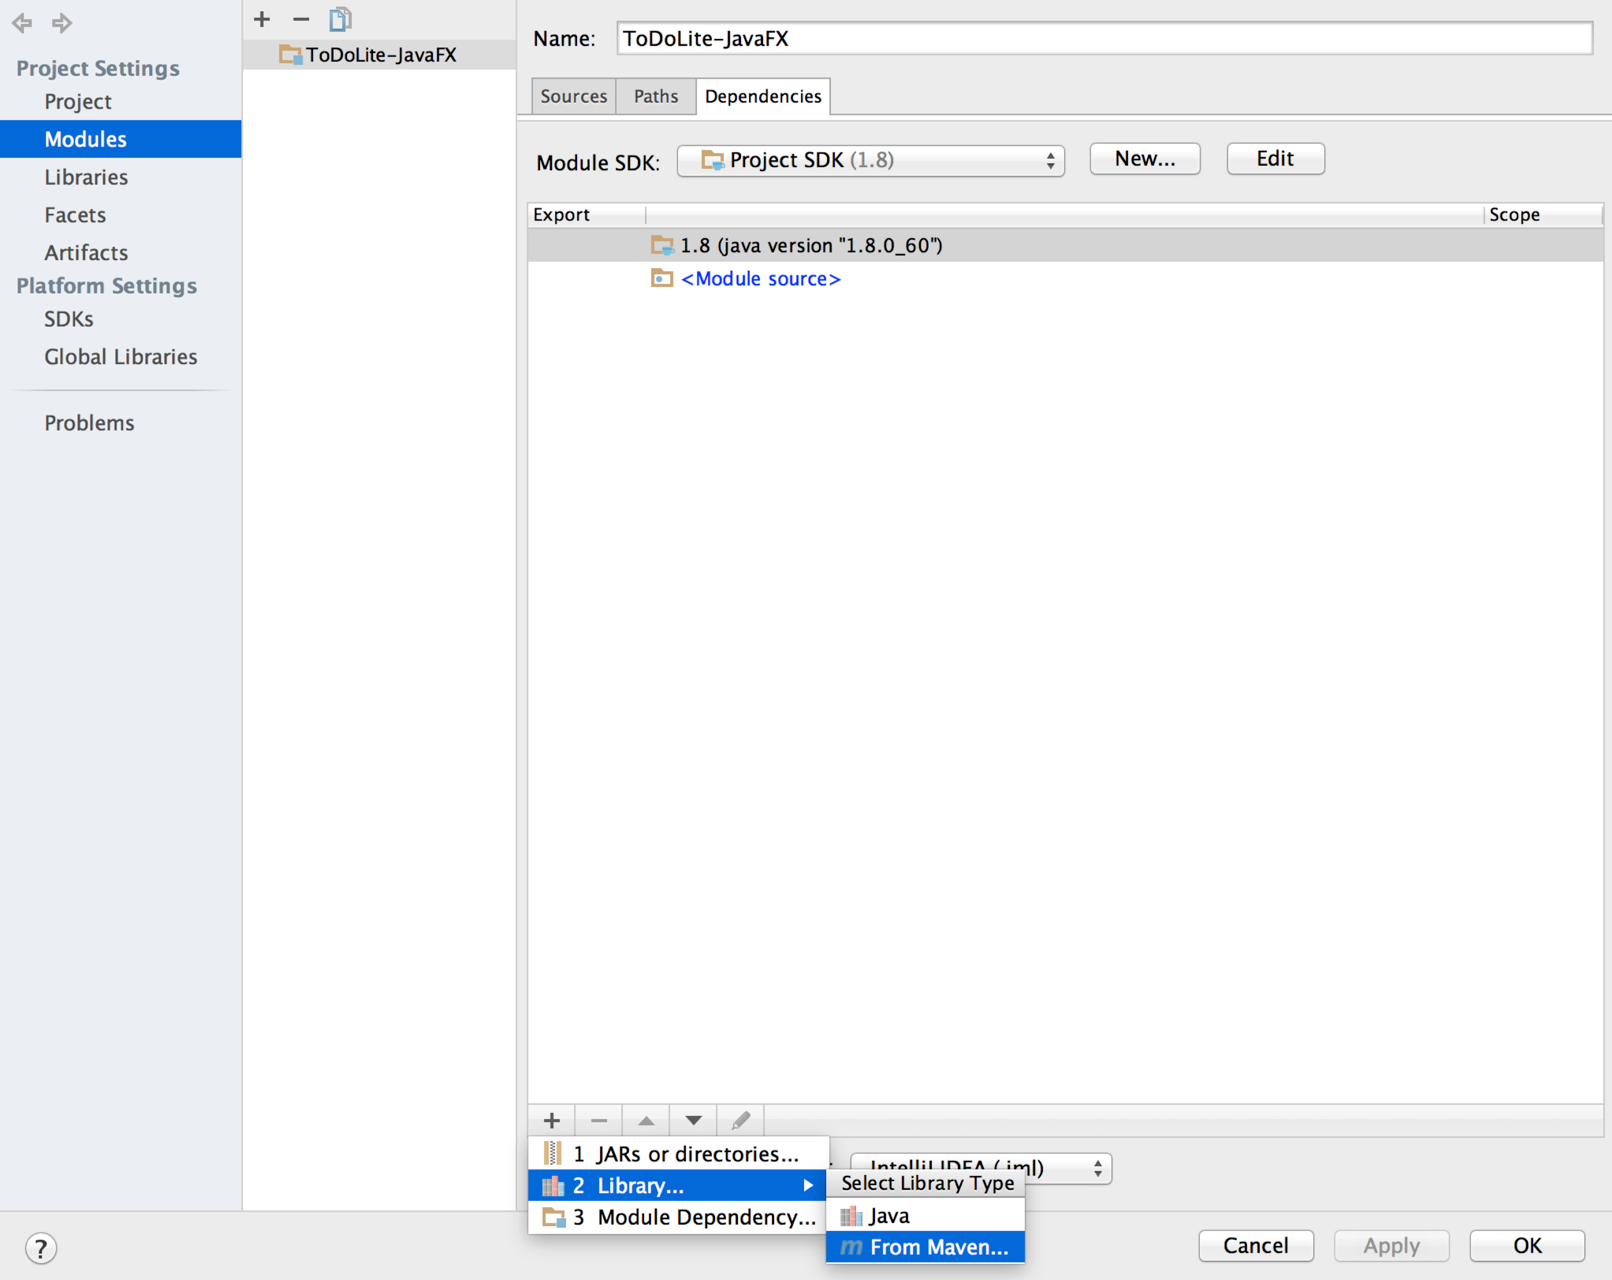 Project Settings
Project
Modules
Libraries
Facets
Artifacts
Platform Settings
SDKs
Global Libraries
Problems
ToDoLite-JavaFX
Name: ToDoLite-JavaFX
Sources Paths Dependencies
Module SDK: Project SDK (1.8) New... Edit
Export Scope
1.8 (java version "1.8.0_60")
<Module source>
1 JARs or directories...
2 Library...
3 Module Dependency...
IntelliJ IDEA (.iml)
Select Library Type
Java
From Maven...
? Cancel Apply OK